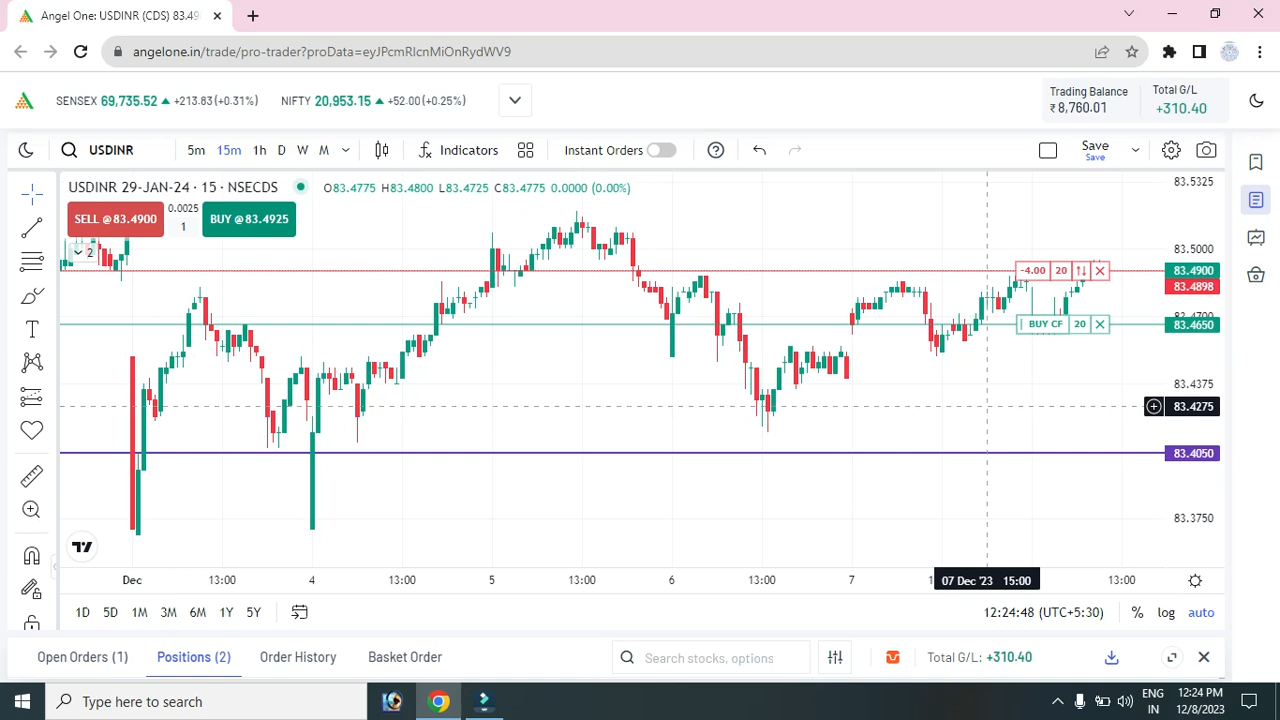 Angel One: USDINR (CDS) 83.49
angelone.in/trade/pro-trader?proData=eyJPcmRlcnMiOnRydWV9
SENSEX 69,735.52 +213.83(+0.31%) NIFTY 20,953.15 +52.00(+0.25%)
Trading Balance
₹ 8,760.01
Total G/L
+310.40
USDINR 5m 15m 1h D W M Indicators Instant Orders Save
Save
USDINR 29-JAN-24 · 15 · NSECDS O83.4775 H83.4800 L83.4725 C83.4775 0.0000 (0.00%)
SELL @ 83.4900 0.0025 BUY @ 83.4925
1
2
83.5325
83.5000
-4.00 20 83.4900
83.4898
83.4700
BUY CF 20 83.4650
83.4375
83.4275
83.4050
83.3750
Dec 13:00 4 13:00 5 13:00 6 13:00 7 07 Dec '23 15:00 13:00
1D 5D 1M 3M 6M 1Y 5Y 12:24:48 (UTC+5:30) % log auto
Open Orders (1) Positions (2) Order History Basket Order Search stocks, options Total G/L: +310.40
Type here to search
ENG
IN
12:24 PM
12/8/2023